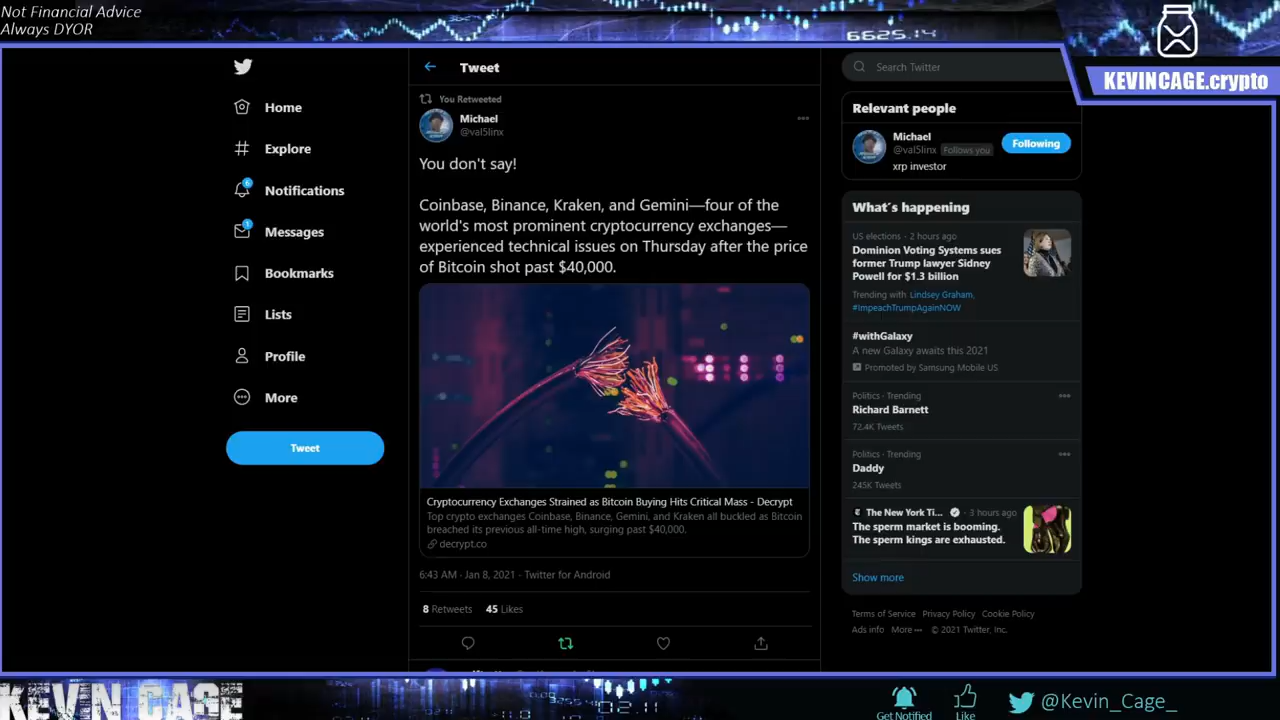 Not Financial Advice
Always DYOR
6625.14
KEVINCAGE.crypto
Home
Explore
6
Notifications
1
Messages
Bookmarks
Lists
Profile
More
Tweet
Tweet
You Retweeted
Michael
@val5linx
You don't say!
Coinbase, Binance, Kraken, and Gemini—four of the
world's most prominent cryptocurrency exchanges—
experienced technical issues on Thursday after the price
of Bitcoin shot past $40,000.
Cryptocurrency Exchanges Strained as Bitcoin Buying Hits Critical Mass - Decrypt
Top crypto exchanges Coinbase, Binance, Gemini, and Kraken all buckled as Bitcoin
breached its previous all-time high, surging past $40,000.
decrypt.co
6:43 AM · Jan 8, 2021 · Twitter for Android
8 Retweets 45 Likes
Search Twitter
Relevant people
Michael
@val5linx Follows you
Following
xrp investor
What's happening
US elections · 2 hours ago
Dominion Voting Systems sues
former Trump lawyer Sidney
Powell for $1.3 billion
Trending with Lindsey Graham,
#ImpeachTrumpAgainNOW
#withGalaxy
A new Galaxy awaits this 2021
Promoted by Samsung Mobile US
Politics · Trending
Richard Barnett
72.4K Tweets
Politics · Trending
Daddy
245K Tweets
The New York Ti... · 3 hours ago
The sperm market is booming.
The sperm kings are exhausted.
Show more
Terms of Service Privacy Policy Cookie Policy
Ads info More ··· © 2021 Twitter, Inc.
KEVIN CAGE
Get Notified
Like
@Kevin_Cage_